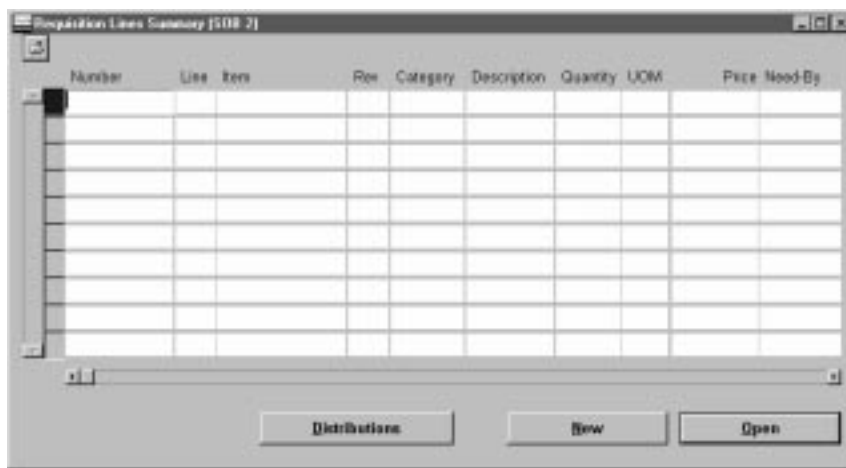 Requisition Lines Summary (SOB 2)
Number Line Item Rev Category Description Quantity UOM Price Need-By
Distributions New Open